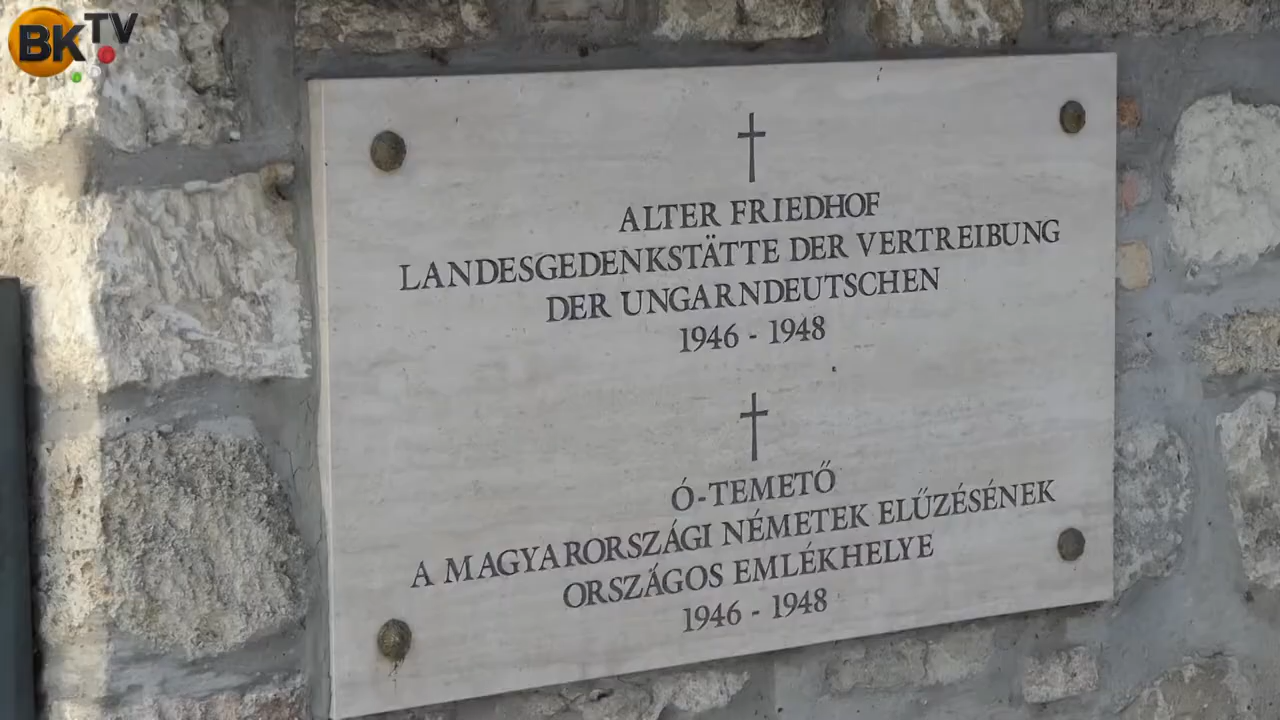 BKTV
ALTER FRIEDHOF
LANDESGEDENKSTÄTTE DER VERTREIBUNG
DER UNGARNDEUTSCHEN
1946 - 1948
Ó-TEMETŐ
A MAGYARORSZÁGI NÉMETEK ELŰZÉSÉNEK
ORSZÁGOS EMLÉKHELYE
1946 - 1948